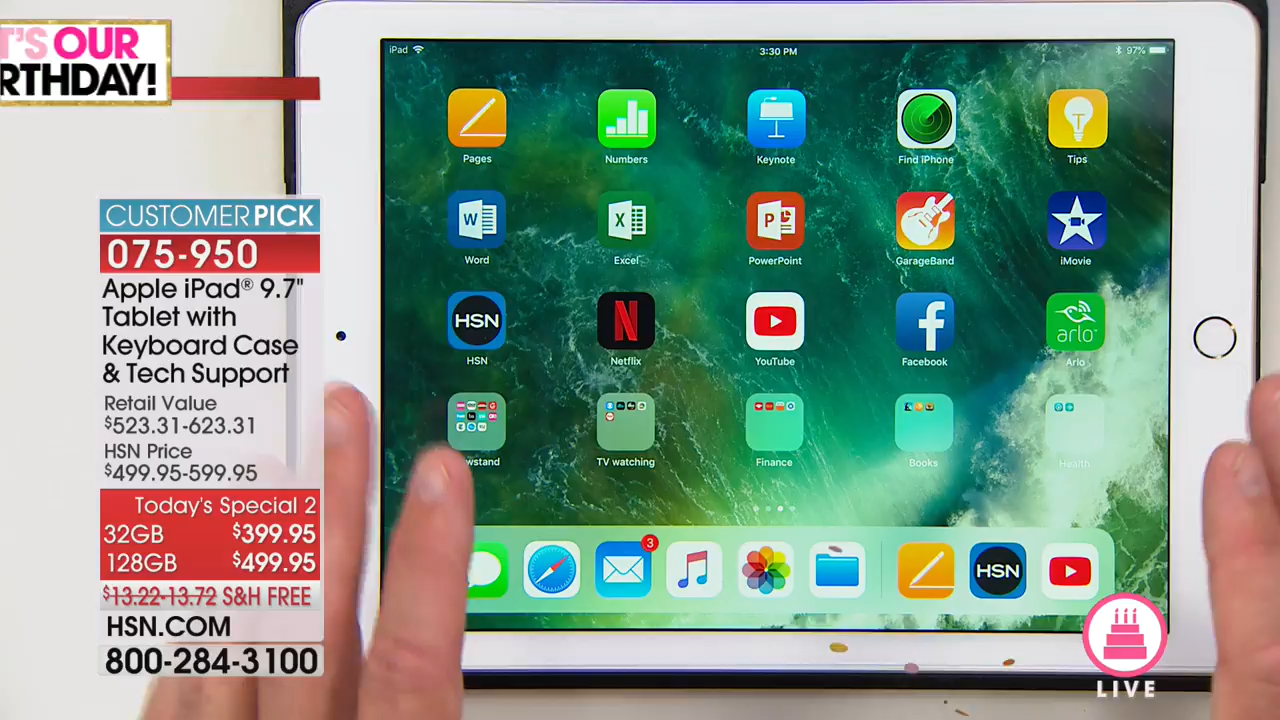 T'S OUR
RTHDAY!
CUSTOMER PICK
075-950
Apple iPad® 9.7"
Tablet with
Keyboard Case
& Tech Support
Retail Value
$523.31-623.31
HSN Price
$499.95-599.95
Today's Special 2
32GB $399.95
128GB $499.95
$13.22-13.72 S&H FREE
HSN.COM
800-284-3100
iPad 3:30 PM 97%
Pages Numbers Keynote Find iPhone Tips
W X P
Word Excel PowerPoint GarageBand iMovie
HSN N f arlo
HSN Netflix YouTube Facebook Arlo
wsstand TV watching Finance Books Health
3
HSN
LIVE